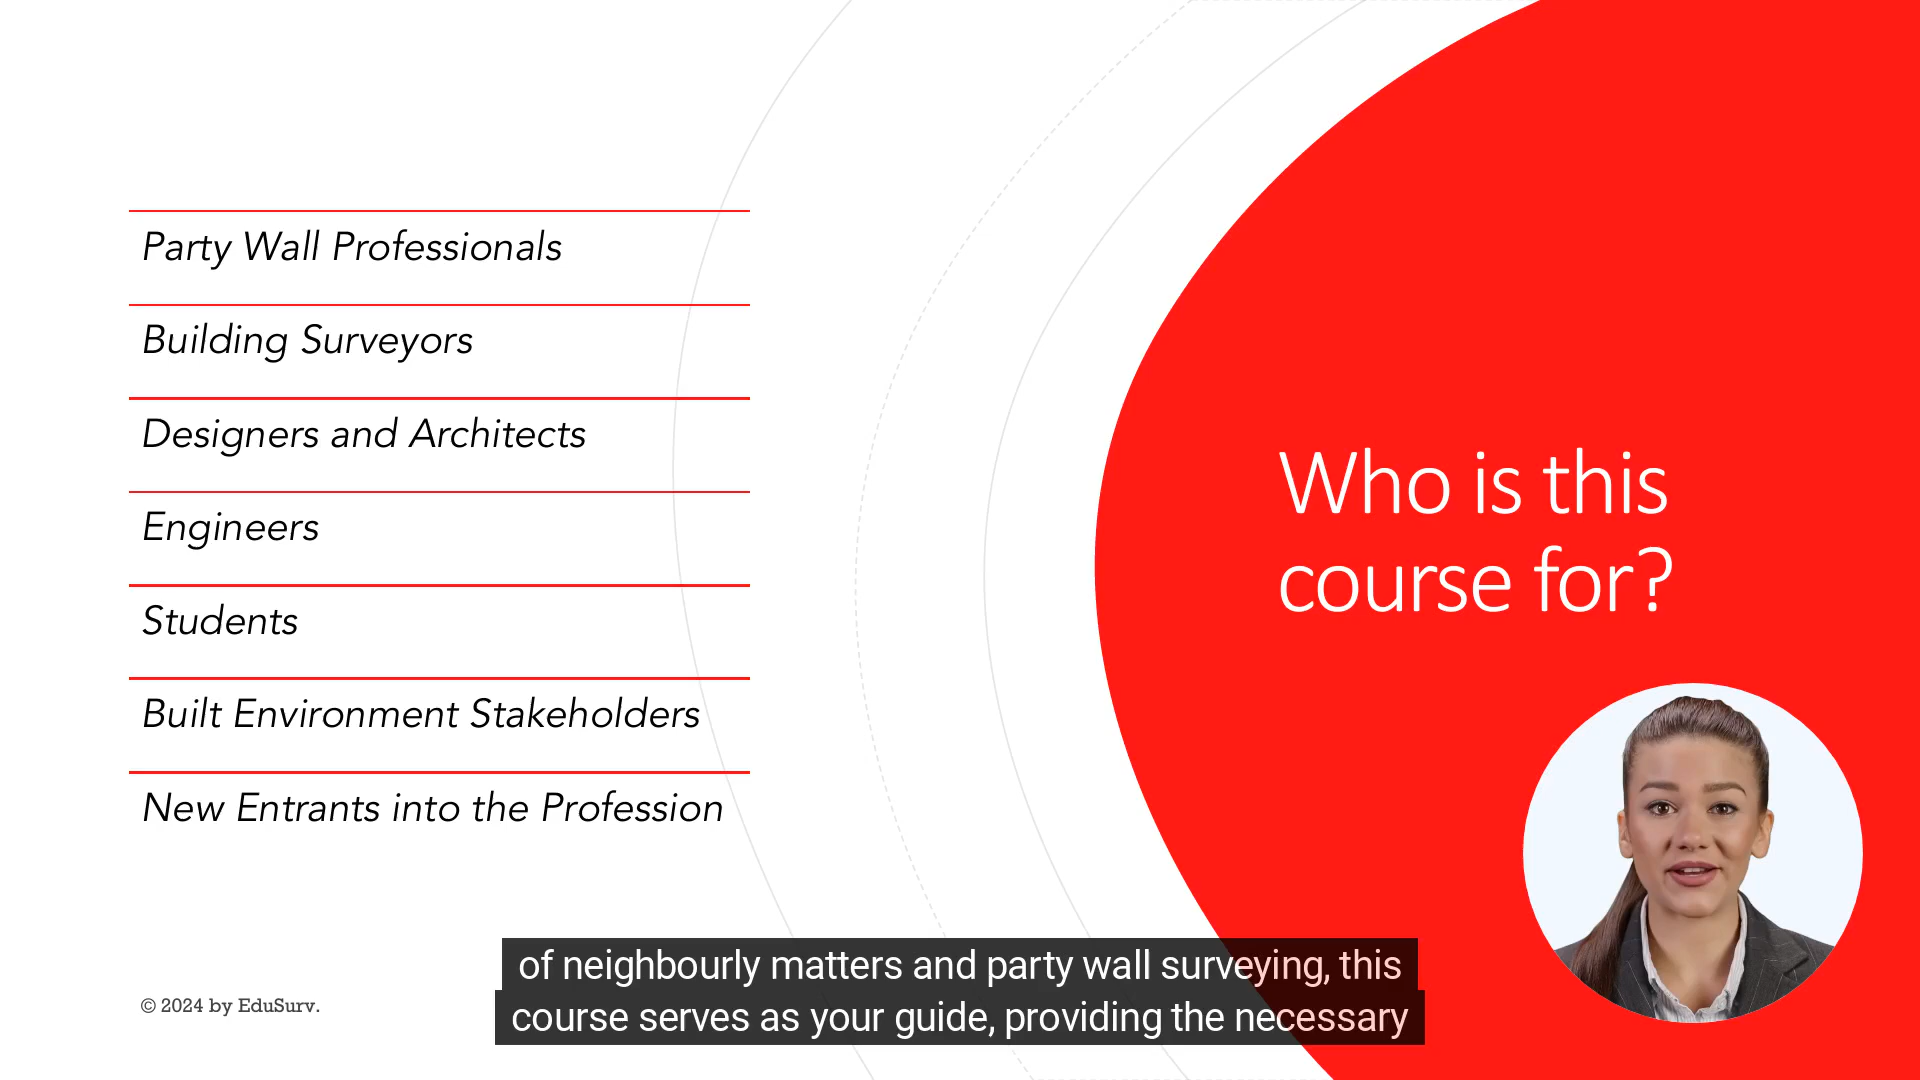 Party Wall Professionals
Building Surveyors
Designers and Architects
Engineers
Students
Built Environment Stakeholders
New Entrants into the Profession
Who is this
course for?
of neighbourly matters and party wall surveying, this
course serves as your guide, providing the necessary
© 2024 by EduSurv.